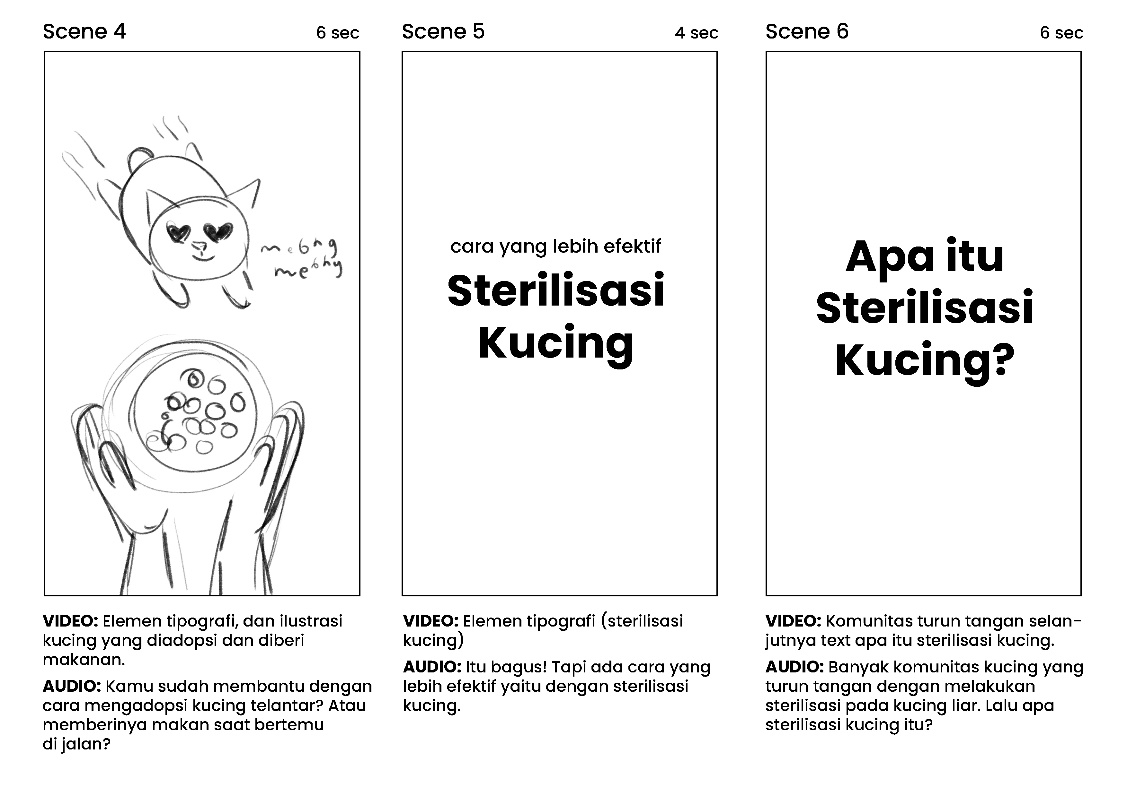 Scene 4
6 sec
meong
meong
VIDEO: Elemen tipografi, dan ilustrasi
kucing yang diadopsi dan diberi
makanan.
AUDIO: Kamu sudah membantu dengan
cara mengadopsi kucing telantar? Atau
memberinya makan saat bertemu
di jalan?
Scene 5
4 sec
cara yang lebih efektif
Sterilisasi
Kucing
VIDEO: Elemen tipografi (sterilisasi
kucing)
AUDIO: Itu bagus! Tapi ada cara yang
lebih efektif yaitu dengan sterilisasi
kucing.
Scene 6
6 sec
Apa itu
Sterilisasi
Kucing?
VIDEO: Komunitas turun tangan selan-
jutnya text apa itu sterilisasi kucing.
AUDIO: Banyak komunitas kucing yang
turun tangan dengan melakukan
sterilisasi pada kucing liar. Lalu apa
sterilisasi kucing itu?